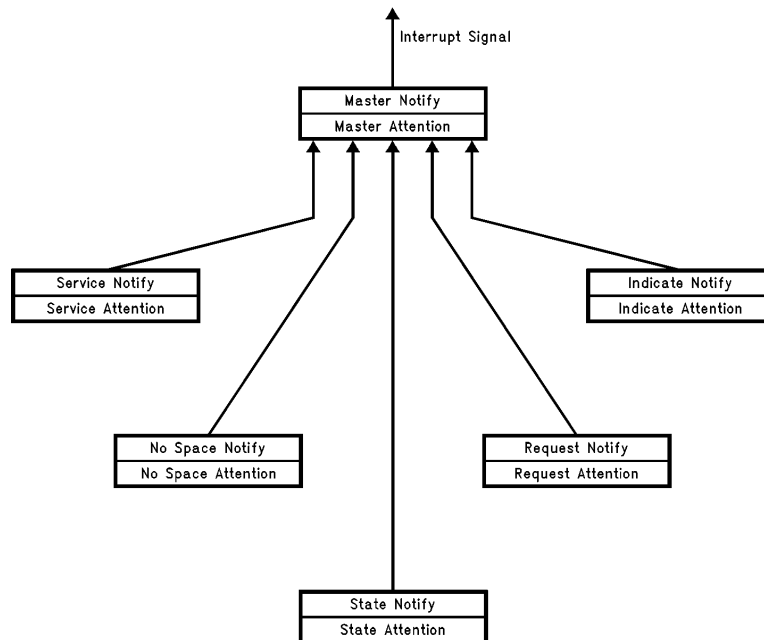 Interrupt Signal
Master Notify
Master Attention
Service Notify
Service Attention
Indicate Notify
Indicate Attention
No Space Notify
No Space Attention
Request Notify
Request Attention
State Notify
State Attention